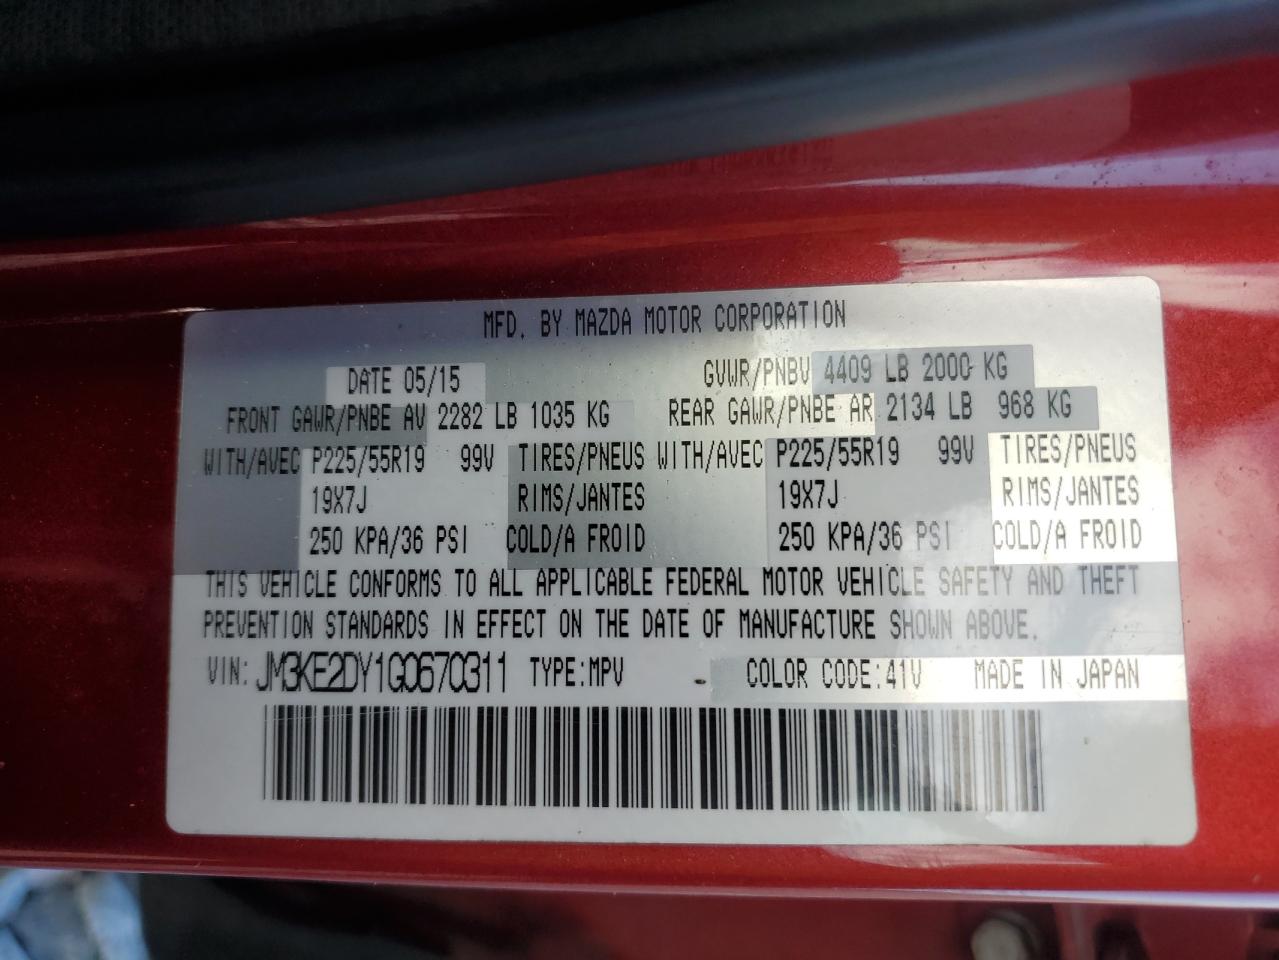 MFD. BY MAZDA MOTOR CORPORATION
DATE 05/15 GVWR/PNBV 4409 LB 2000 KG
FRONT GAWR/PNBE AV 2282 LB 1035 KG REAR GAWR/PNBE AR 2134 LB 968 KG
WITH/AVEC P225/55R19 99V TIRES/PNEUS WITH/AVEC P225/55R19 99V TIRES/PNEUS
19X7J RIMS/JANTES 19X7J RIMS/JANTES
250 KPA/36 PSI COLD/A FROID 250 KPA/36 PSI COLD/A FROID
THIS VEHICLE CONFORMS TO ALL APPLICABLE FEDERAL MOTOR VEHICLE SAFETY AND THEFT
PREVENTION STANDARDS IN EFFECT ON THE DATE OF MANUFACTURE SHOWN ABOVE.
VIN: JM3KE2DY1G0670311 TYPE:MPV COLOR CODE:41V MADE IN JAPAN